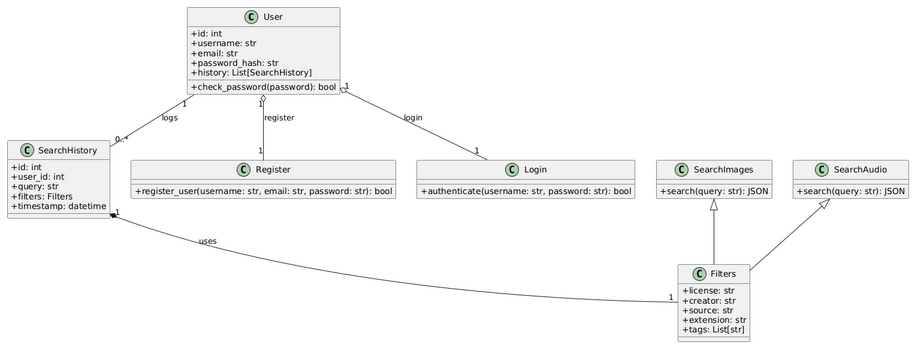 C User
+id: int
+username: str
+email: str
+password_hash: str
+history: List[SearchHistory]
+check_password(password): bool
1
1
1
logs
register
login
0..*
1
1
C SearchHistory
+id: int
+user_id: int
+query: str
+filters: Filters
+timestamp: datetime
C Register
+register_user(username: str, email: str, password: str): bool
C Login
+authenticate(username: str, password: str): bool
C SearchImages
+search(query: str): JSON
C SearchAudio
+search(query: str): JSON
1
uses
1
C Filters
+license: str
+creator: str
+source: str
+extension: str
+tags: List[str]